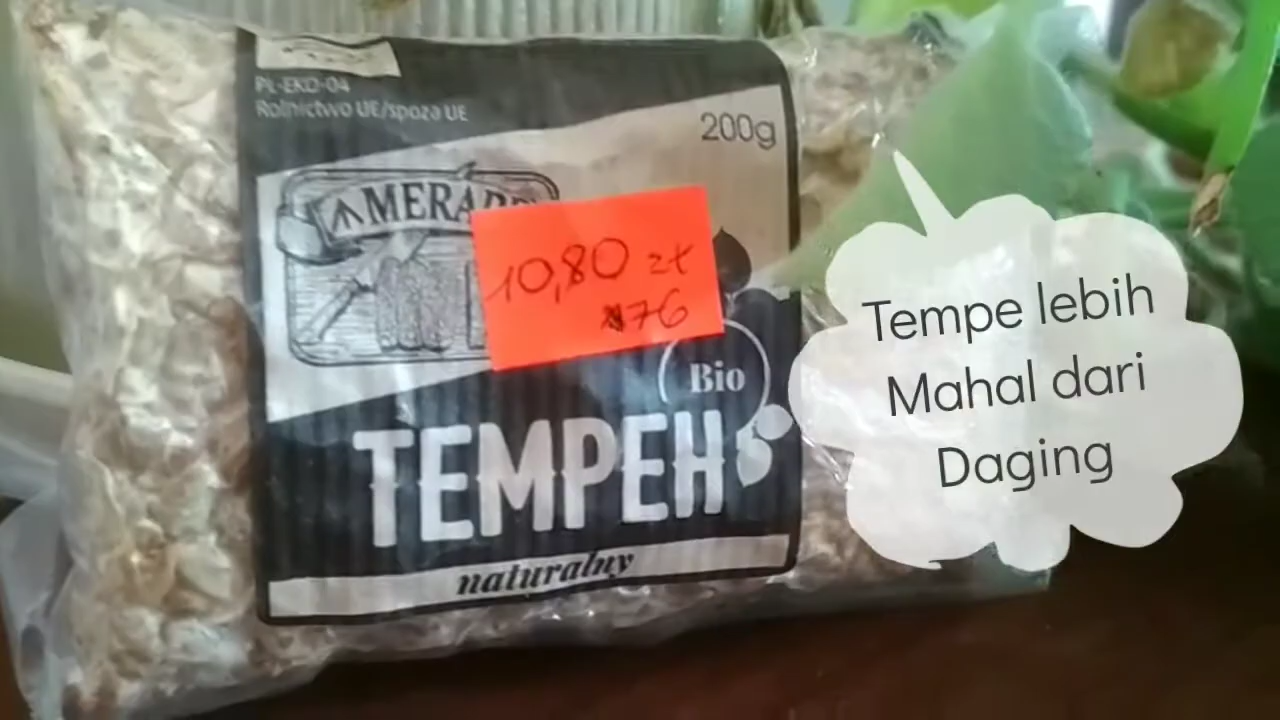 PL-EKO-04
Rolnictwo UE/spoza UE
200g
10,80 zł
76
Bio
TEMPEH
naturalny
Tempe lebih
Mahal dari
Daging